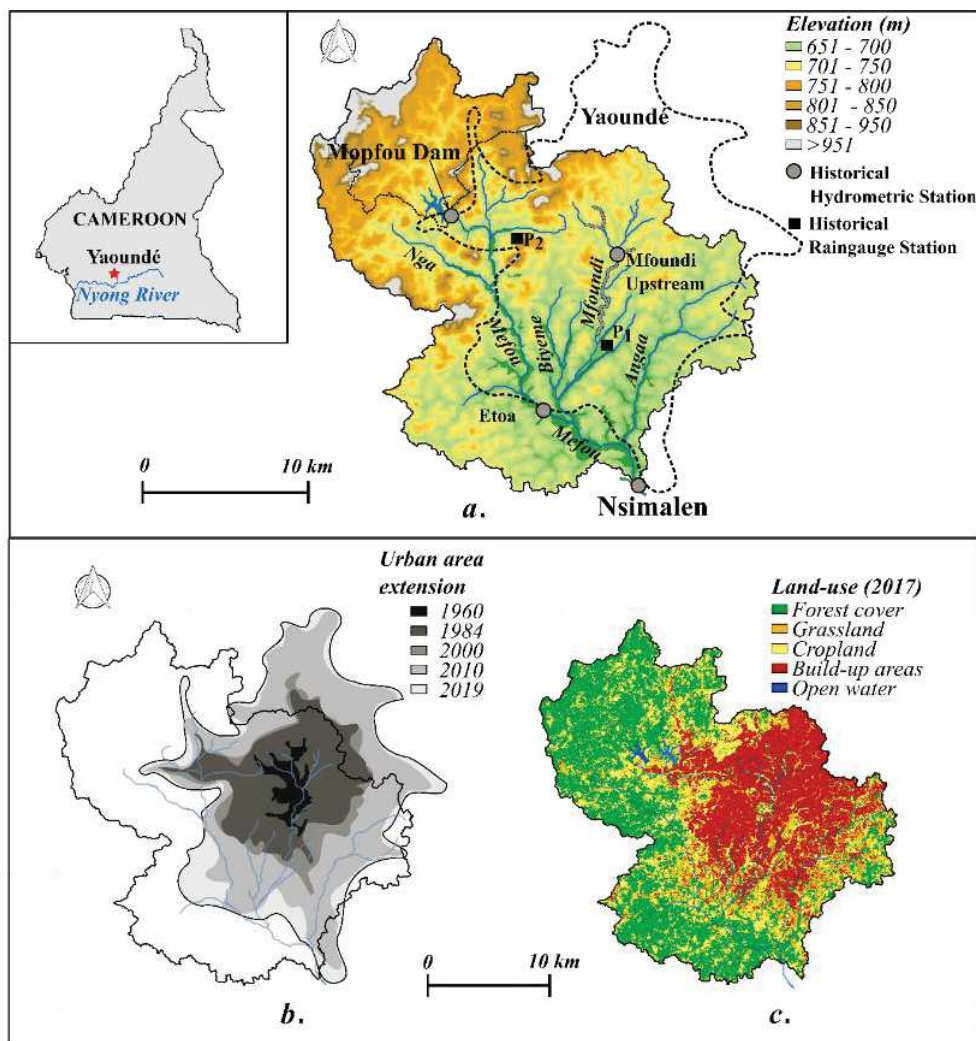 CAMEROON
Yaoundé
Nyong River
Elevation (m)
651 - 700
701 - 750
751 - 800
801 - 850
851 - 950
>951
Historical
Hydrometric Station
Historical
Raingauge Station
Yaoundé
Mopfou Dam
P2
Nga
Mfoundi
Upstream
Mfoundi
Mefou
Biyeme
P1
Angaa
Etoa
Mefou
Nsimalen
0 10 km
a.
Urban area
extension
1960
1984
2000
2010
2019
Land-use (2017)
Forest cover
Grassland
Cropland
Build-up areas
Open water
0 10 km
b.
c.